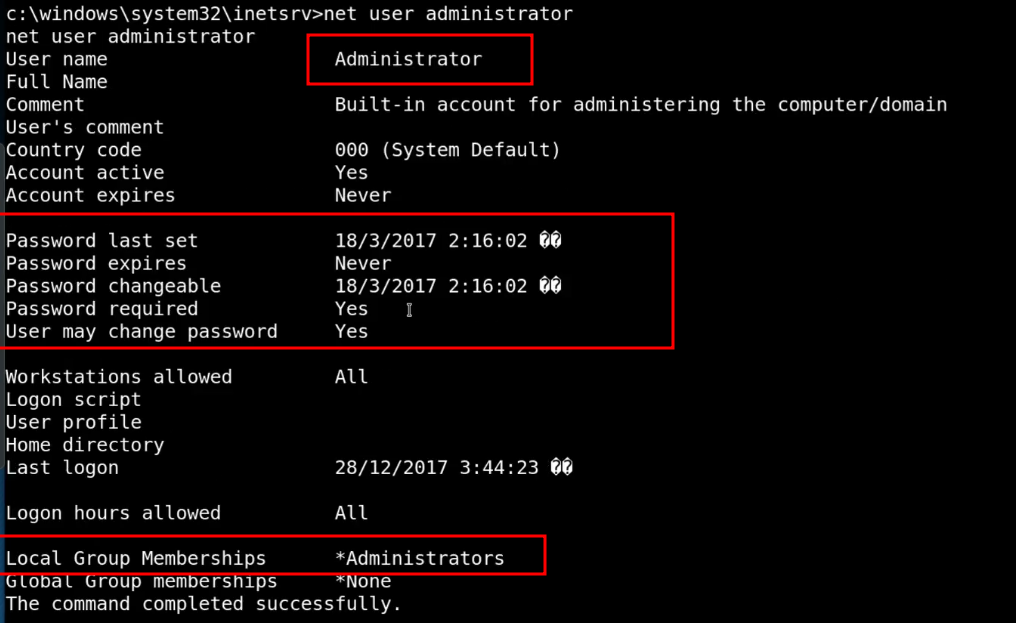 c:\windows\system32\inetsrv>net user administrator
net user administrator
User name                    Administrator
Full Name
Comment                      Built-in account for administering the computer/domain
User's comment
Country code                 000 (System Default)
Account active               Yes
Account expires              Never

Password last set            18/3/2017 2:16:02 ��
Password expires             Never
Password changeable          18/3/2017 2:16:02 ��
Password required            Yes
User may change password     Yes

Workstations allowed         All
Logon script
User profile
Home directory
Last logon                   28/12/2017 3:44:23 ��

Logon hours allowed          All

Local Group Memberships      *Administrators
Global Group memberships     *None
The command completed successfully.